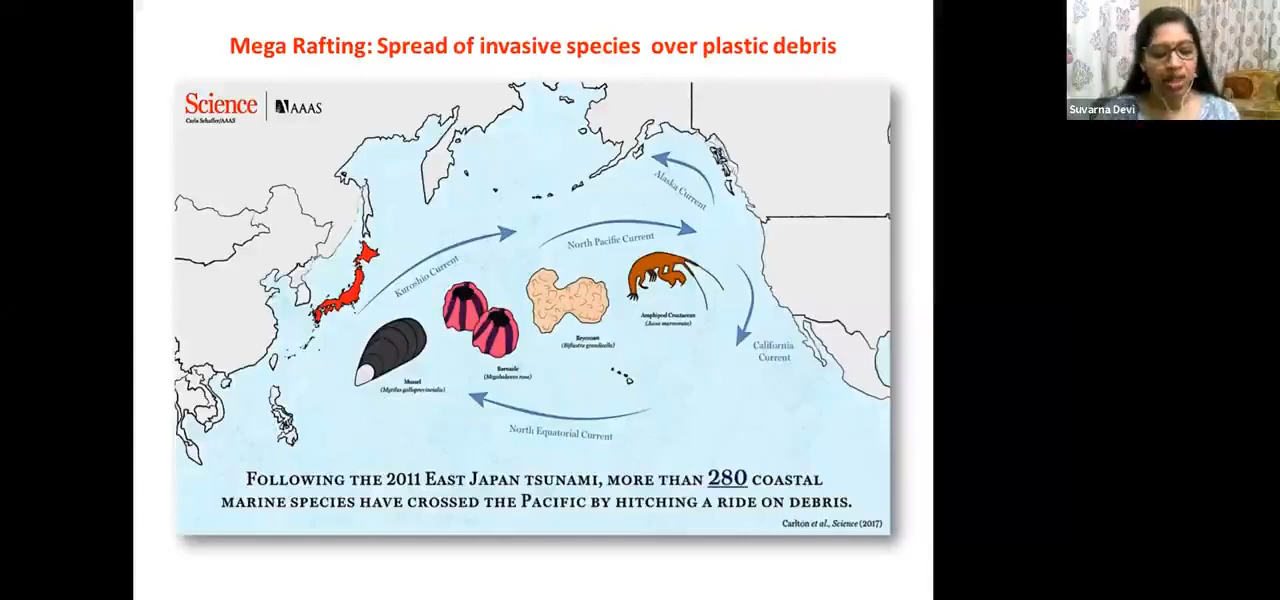 Mega Rafting: Spread of invasive species over plastic debris
Suvarna Devi
Science
AAAS
Carla Schaffer/AAAS
Alaska Current
North Pacific Current
Kuroshio Current
Amphipod Crustacean
(Jassa marmorata)
Bryozoan
(Biflustra grandicella)
California
Current
Barnacle
(Megabalanus rosa)
Mussel
(Mytilus galloprovincialis)
North Equatorial Current
FOLLOWING THE 2011 EAST JAPAN TSUNAMI, MORE THAN 280 COASTAL
MARINE SPECIES HAVE CROSSED THE PACIFIC BY HITCHING A RIDE ON DEBRIS.
Carlton et al., Science (2017)